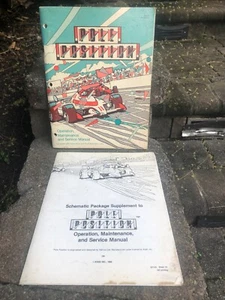 POLE
POSITION
Operation,
Maintenance
and Service Manual
Schematic Package Supplement to
POLE
POSITION
Operation, Maintenance,
and Service Manual